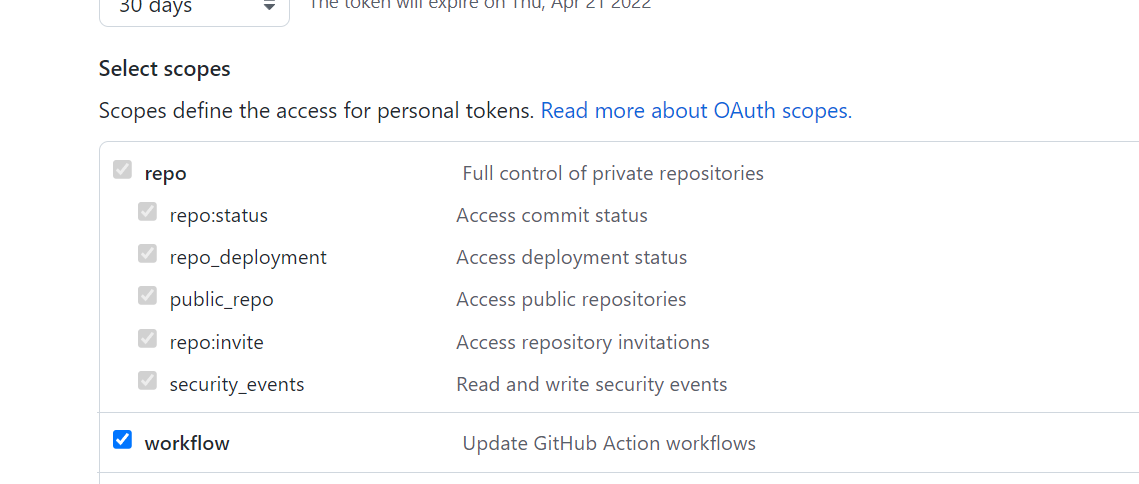 30 days The token will expire on Thu, Apr 21 2022
Select scopes
Scopes define the access for personal tokens. Read more about OAuth scopes.
repo Full control of private repositories
repo:status Access commit status
repo_deployment Access deployment status
public_repo Access public repositories
repo:invite Access repository invitations
security_events Read and write security events
workflow Update GitHub Action workflows